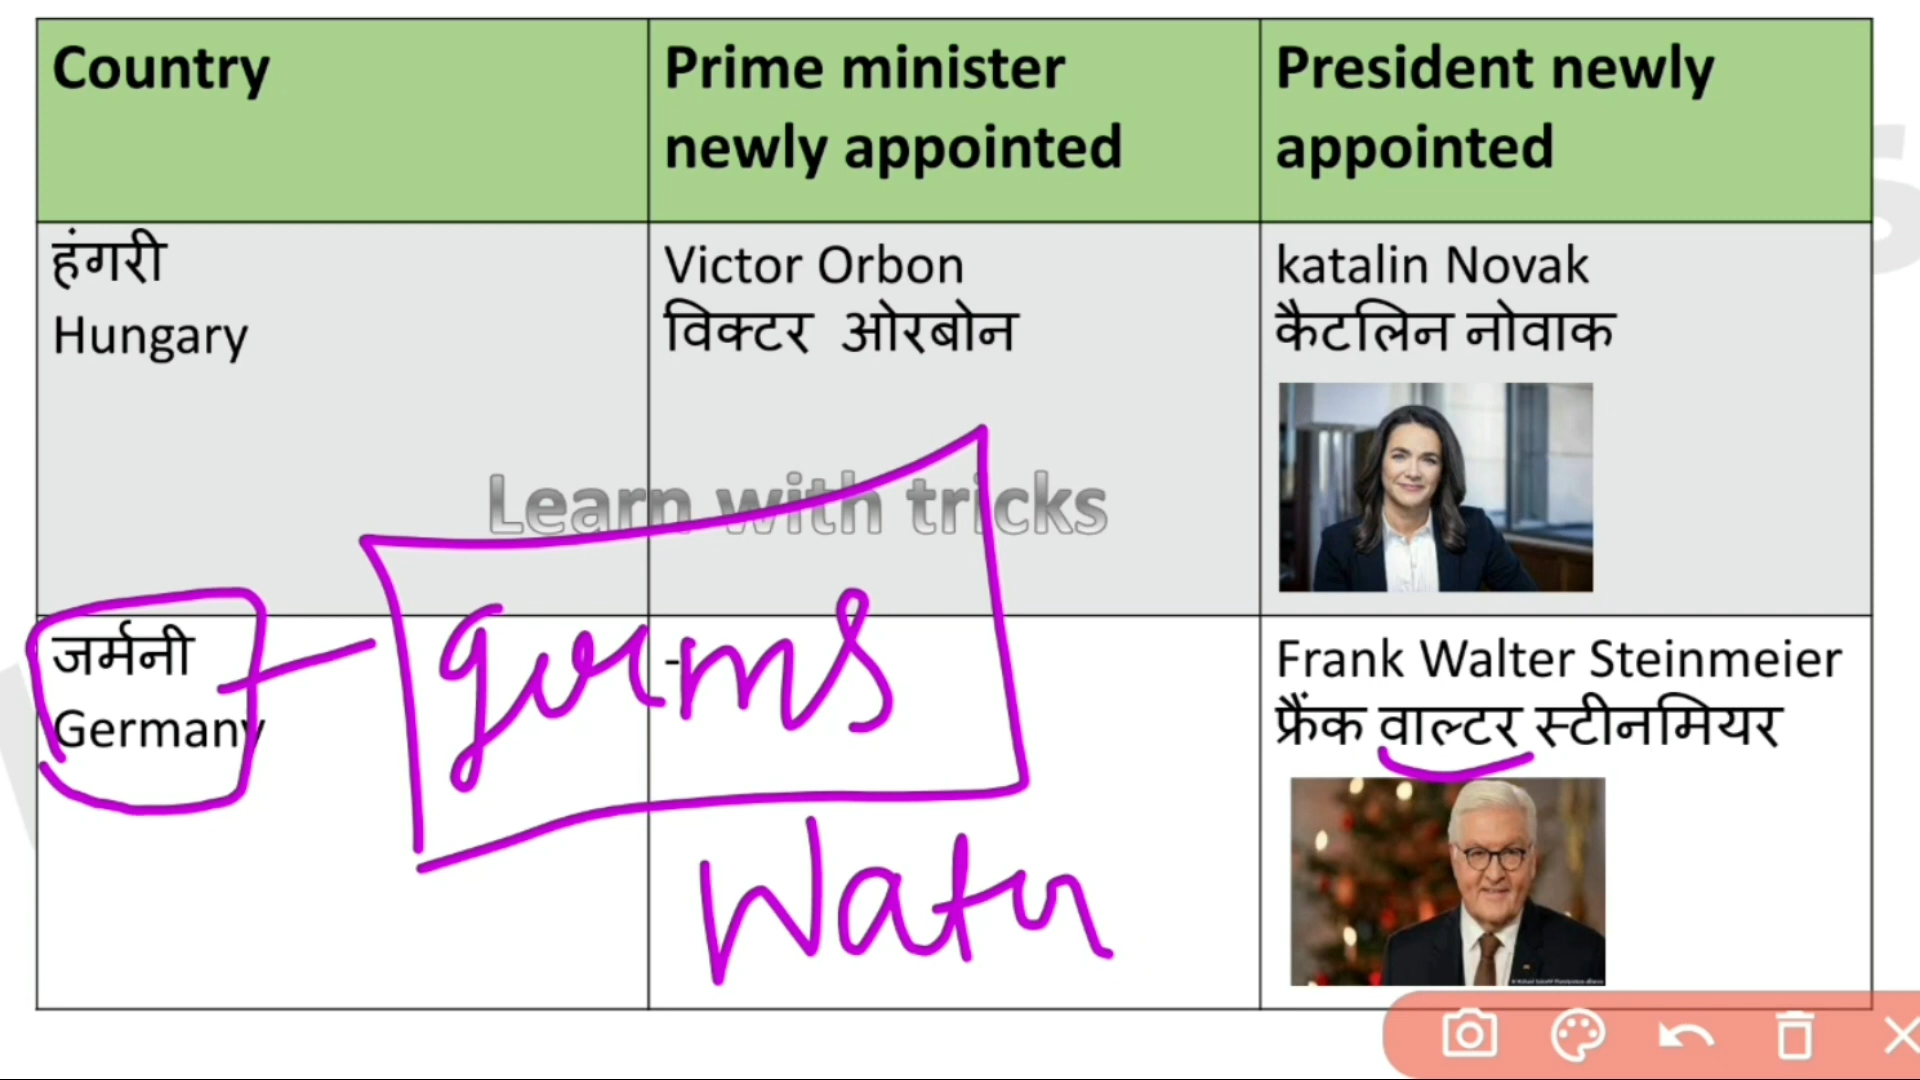 Country
Prime minister
newly appointed
President newly
appointed
हंगरी
Hungary
Victor Orbon
विक्टर ओरबोन
katalin Novak
कैटलिन नोवाक
Learn with tricks
जर्मनी
Germany
germs
-
Water
Frank Walter Steinmeier
फ्रैंक वाल्टर स्टीनमियर